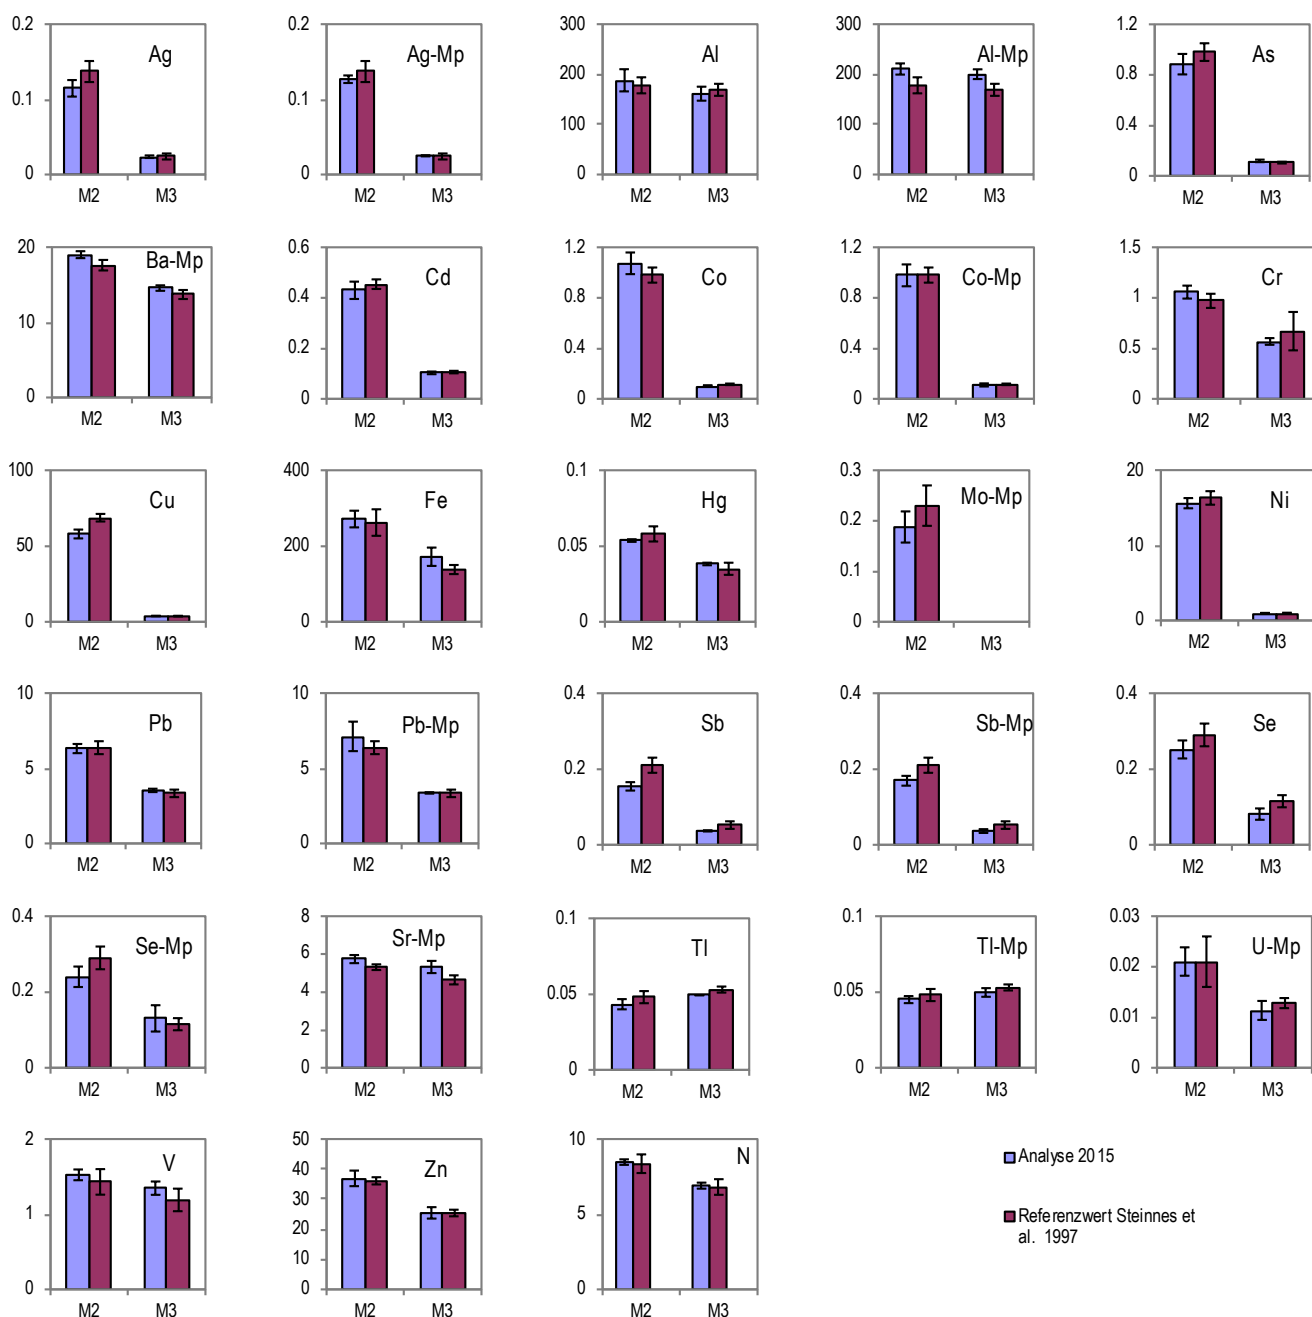 0.2
0.1
0
Ag
M2 M3
0.2
0.1
0
Ag-Mp
M2 M3
300
200
100
0
Al
M2 M3
300
200
100
0
Al-Mp
M2 M3
1.2
0.8
0.4
0
As
M2 M3
20
10
0
Ba-Mp
M2 M3
0.6
0.4
0.2
0
Cd
M2 M3
1.2
0.8
0.4
0
Co
M2 M3
1.2
0.8
0.4
0
Co-Mp
M2 M3
1.5
1
0.5
0
Cr
M2 M3
100
50
0
Cu
M2 M3
400
200
0
Fe
M2 M3
0.1
0.05
0
Hg
M2 M3
0.3
0.2
0.1
0
Mo-Mp
M2 M3
20
10
0
Ni
M2 M3
10
5
0
Pb
M2 M3
10
5
0
Pb-Mp
M2 M3
0.4
0.2
0
Sb
M2 M3
0.4
0.2
0
Sb-Mp
M2 M3
0.4
0.2
0
Se
M2 M3
0.4
0.2
0
Se-Mp
M2 M3
8
6
4
2
0
Sr-Mp
M2 M3
0.1
0.05
0
Tl
M2 M3
0.1
0.05
0
Tl-Mp
M2 M3
0.03
0.02
0.01
0
U-Mp
M2 M3
2
1
0
V
M2 M3
50
40
30
20
10
0
Zn
M2 M3
10
5
0
N
M2 M3
Analyse 2015
Referenzwert Steinnes et
al. 1997